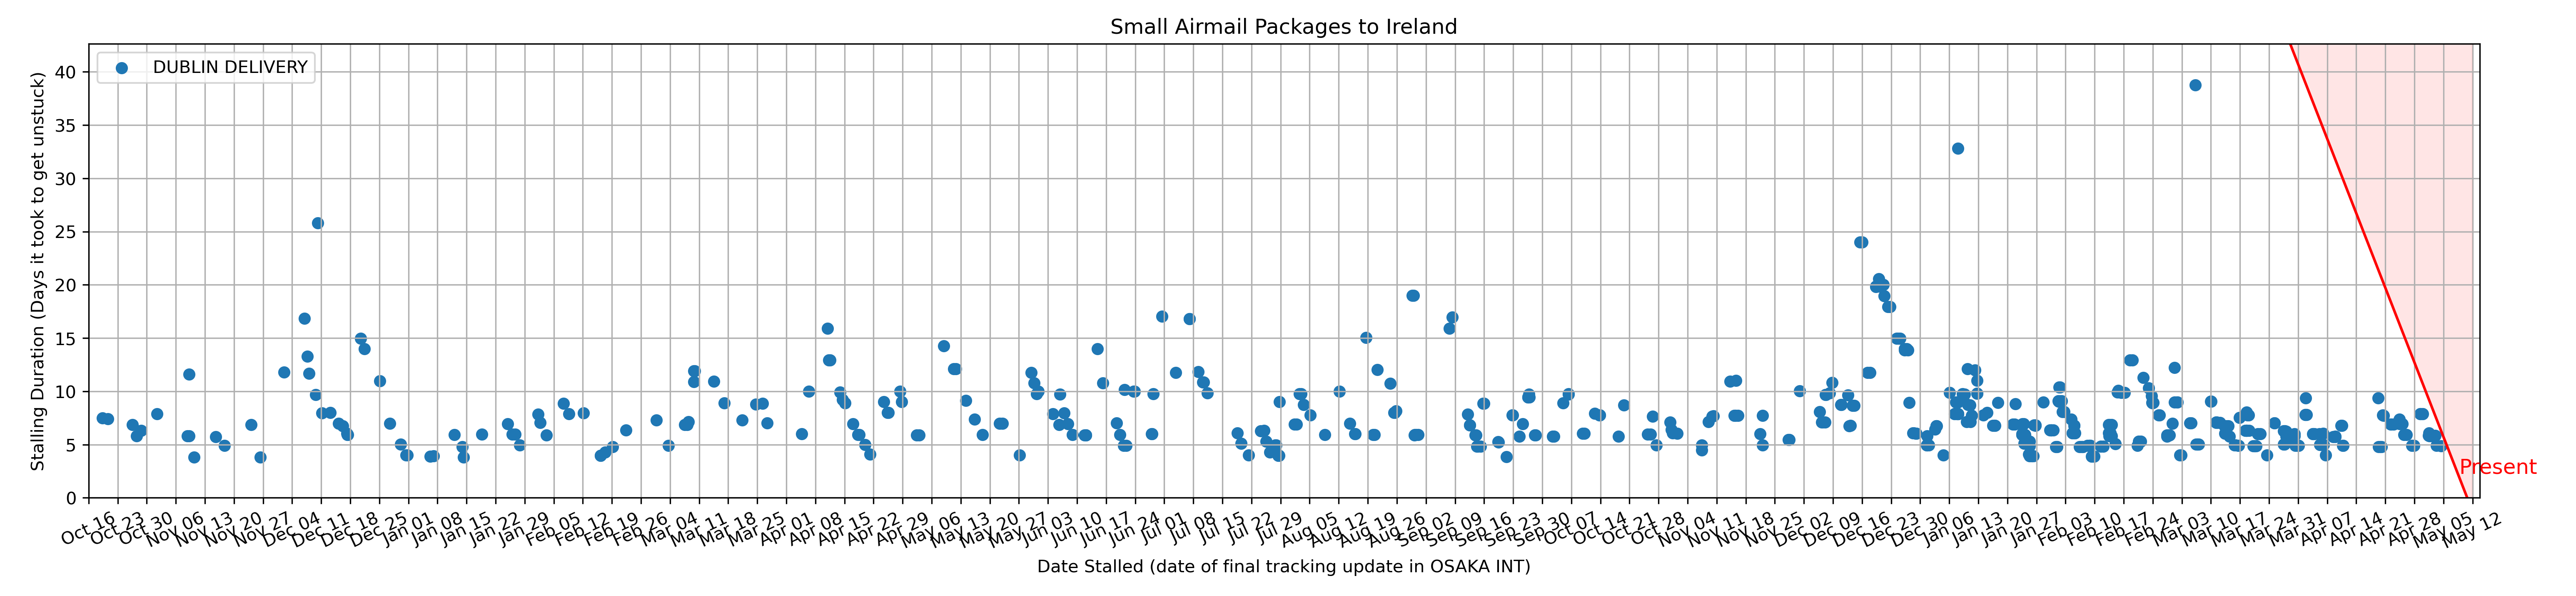 Small Airmail Packages to Ireland
DUBLIN DELIVERY
Stalling Duration (Days it took to get unstuck)
40
35
30
25
20
15
10
5
0
Present
Oct 16
Oct 23
Oct 30
Nov 06
Nov 13
Nov 20
Nov 27
Dec 04
Dec 11
Dec 18
Dec 25
Jan 01
Jan 08
Jan 15
Jan 22
Jan 29
Feb 05
Feb 12
Feb 19
Feb 26
Mar 04
Mar 11
Mar 18
Mar 25
Apr 01
Apr 08
Apr 15
Apr 22
Apr 29
May 06
May 13
May 20
May 27
Jun 03
Jun 10
Jun 17
Jun 24
Jul 01
Jul 08
Jul 15
Jul 22
Jul 29
Aug 05
Aug 12
Aug 19
Aug 26
Sep 02
Sep 09
Sep 16
Sep 23
Sep 30
Oct 07
Oct 14
Oct 21
Oct 28
Nov 04
Nov 11
Nov 18
Nov 25
Dec 02
Dec 09
Dec 16
Dec 23
Dec 30
Jan 06
Jan 13
Jan 20
Jan 27
Feb 03
Feb 10
Feb 17
Feb 24
Mar 03
Mar 10
Mar 17
Mar 24
Mar 31
Apr 07
Apr 14
Apr 21
Apr 28
May 05
May 12
Date Stalled (date of final tracking update in OSAKA INT)